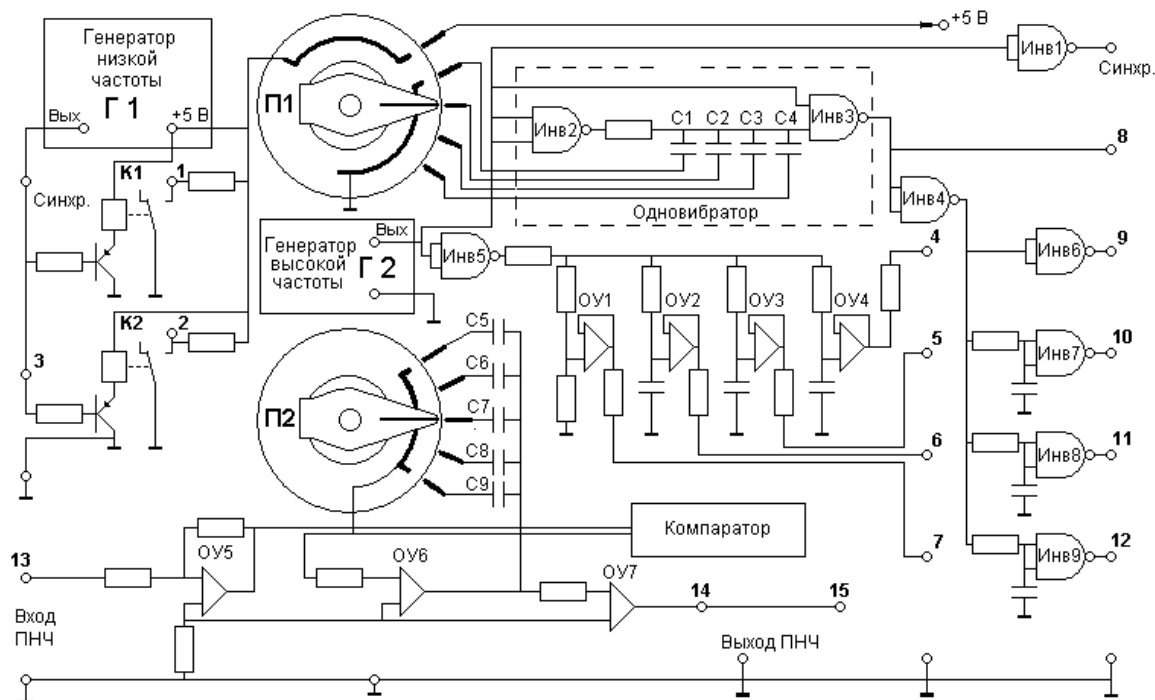 Генератор
низкой
частоты
Г 1
Вых
+5 В
Синхр.
К1
1
К2
2
3
П1
+5 В
Инв1
Синхр.
Инв2
С1 С2 С3 С4
Инв3
Одновибратор
8
Инв4
Генератор
высокой
частоты
Г 2
Вых
Инв5
4
Инв6
9
ОУ1
ОУ2
ОУ3
ОУ4
5
Инв7
10
6
Инв8
11
7
Инв9
12
П2
С5
С6
С7
С8
С9
Компаратор
13
Вход
ПНЧ
ОУ5
ОУ6
ОУ7
14
15
Выход ПНЧ